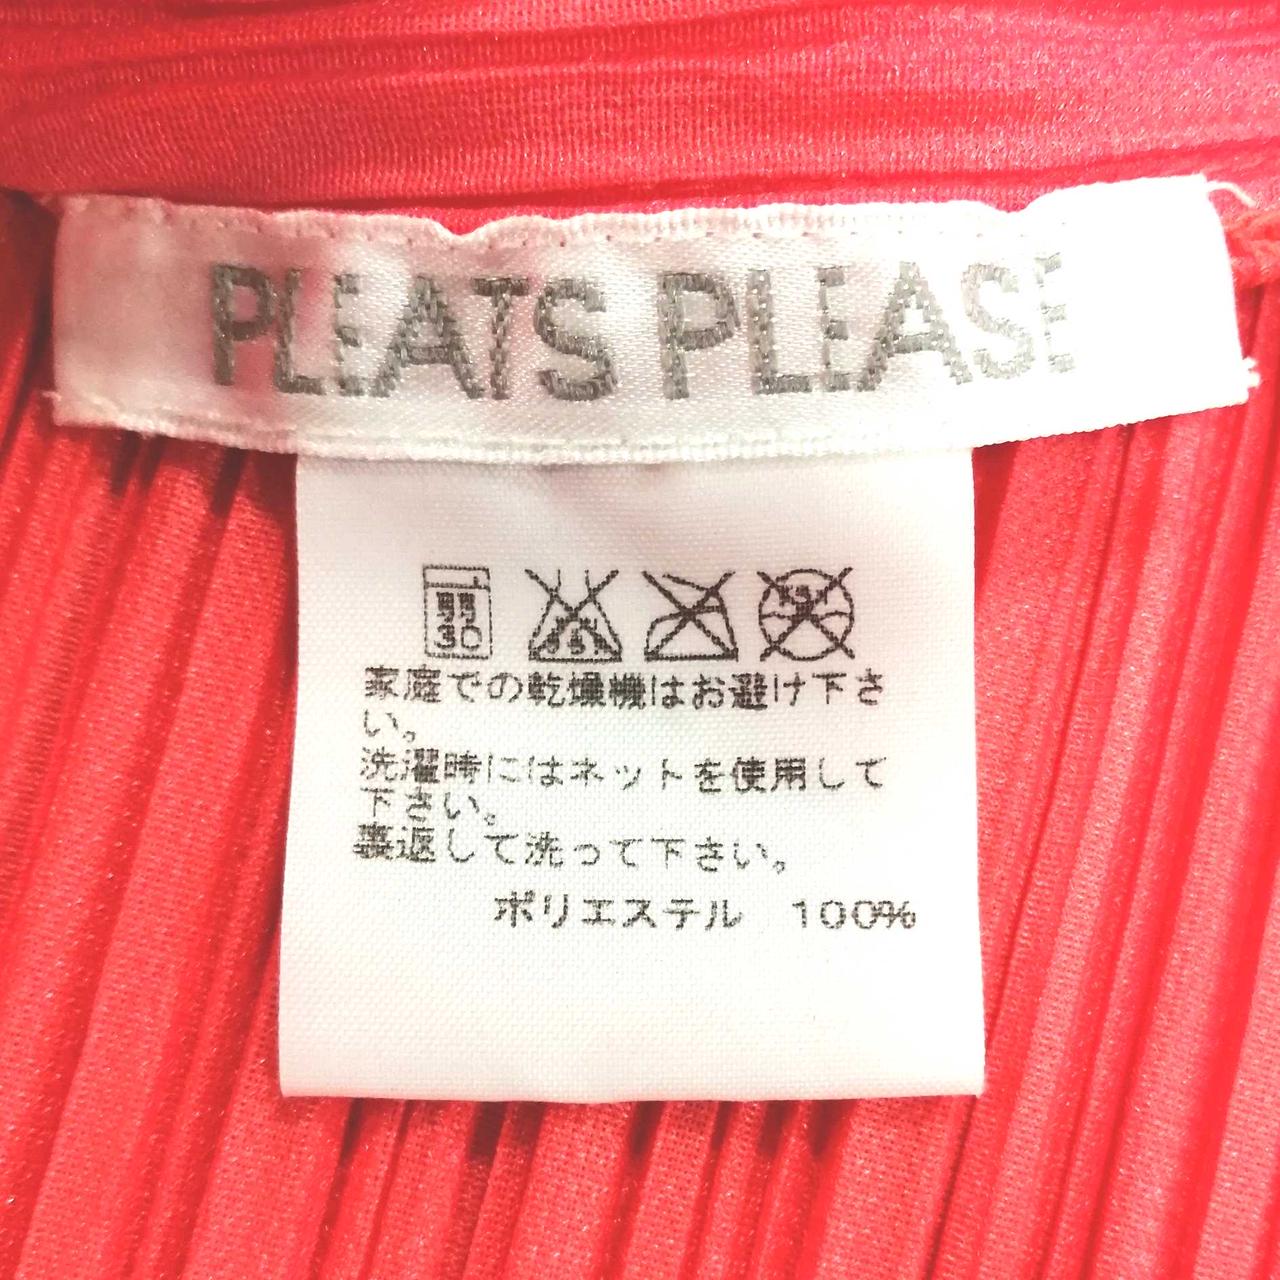 PLEATS PLEASE
弱
30
家庭での乾燥機はお避け下さ
い。
洗濯時にはネットを使用して
下さい。
裏返して洗って下さい。
ポリエステル 100%